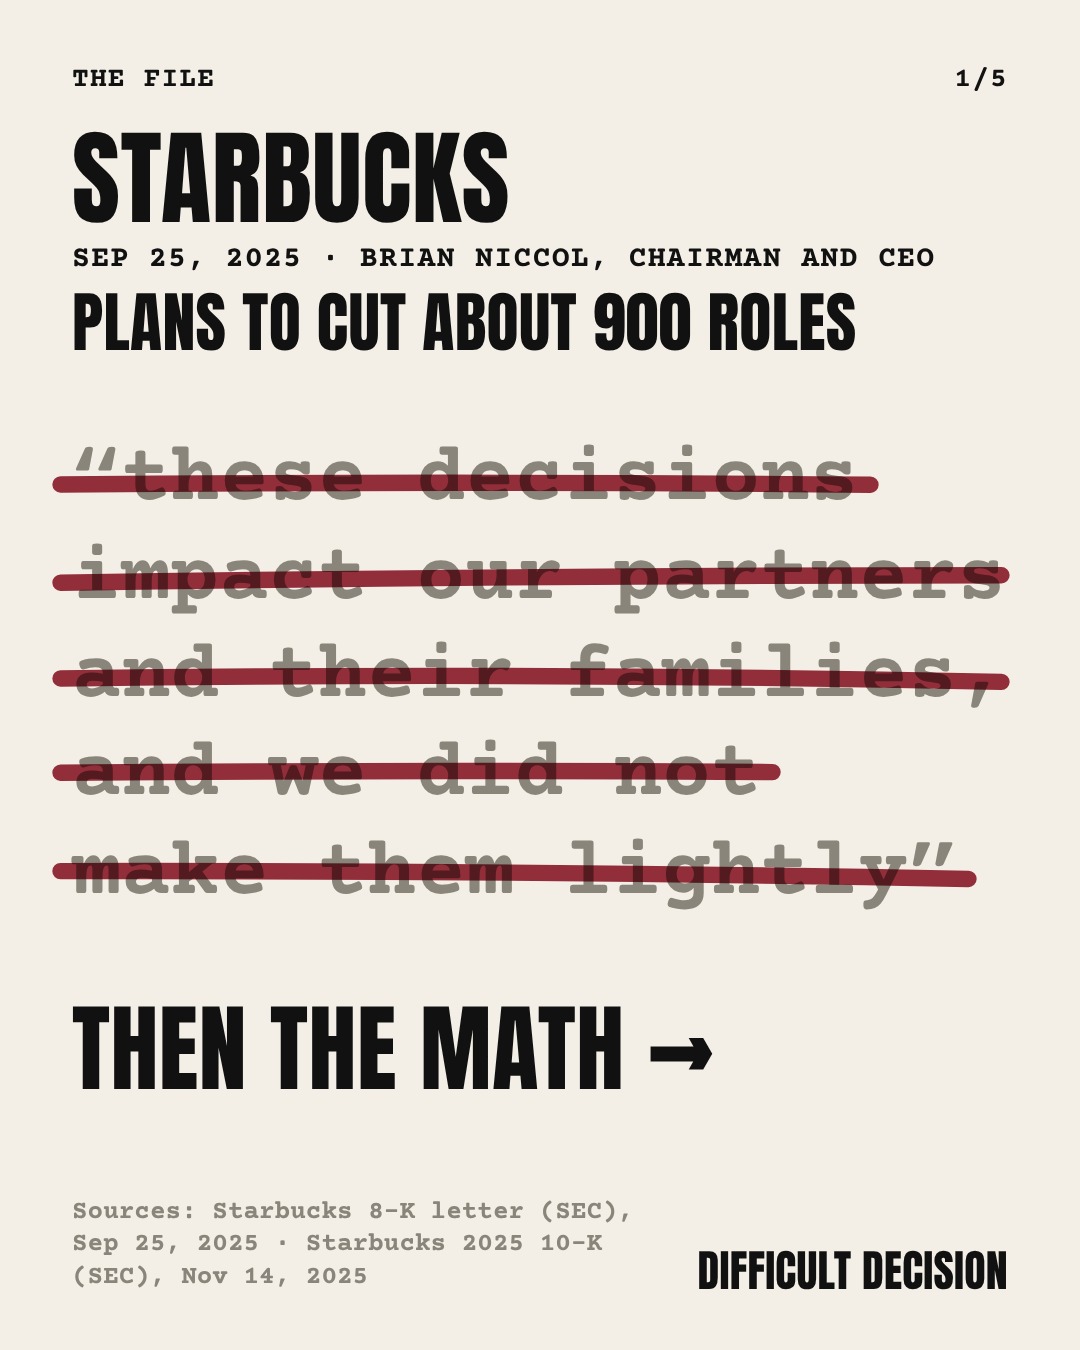 THE FILE
1/5
STARBUCKS
SEP 25, 2025 · BRIAN NICCOL, CHAIRMAN AND CEO
PLANS TO CUT ABOUT 900 ROLES
“these decisions
impact our partners
and their families,
and we did not
make them lightly”
THEN THE MATH →
Sources: Starbucks 8-K letter (SEC),
Sep 25, 2025 · Starbucks 2025 10-K
(SEC), Nov 14, 2025
DIFFICULT DECISION